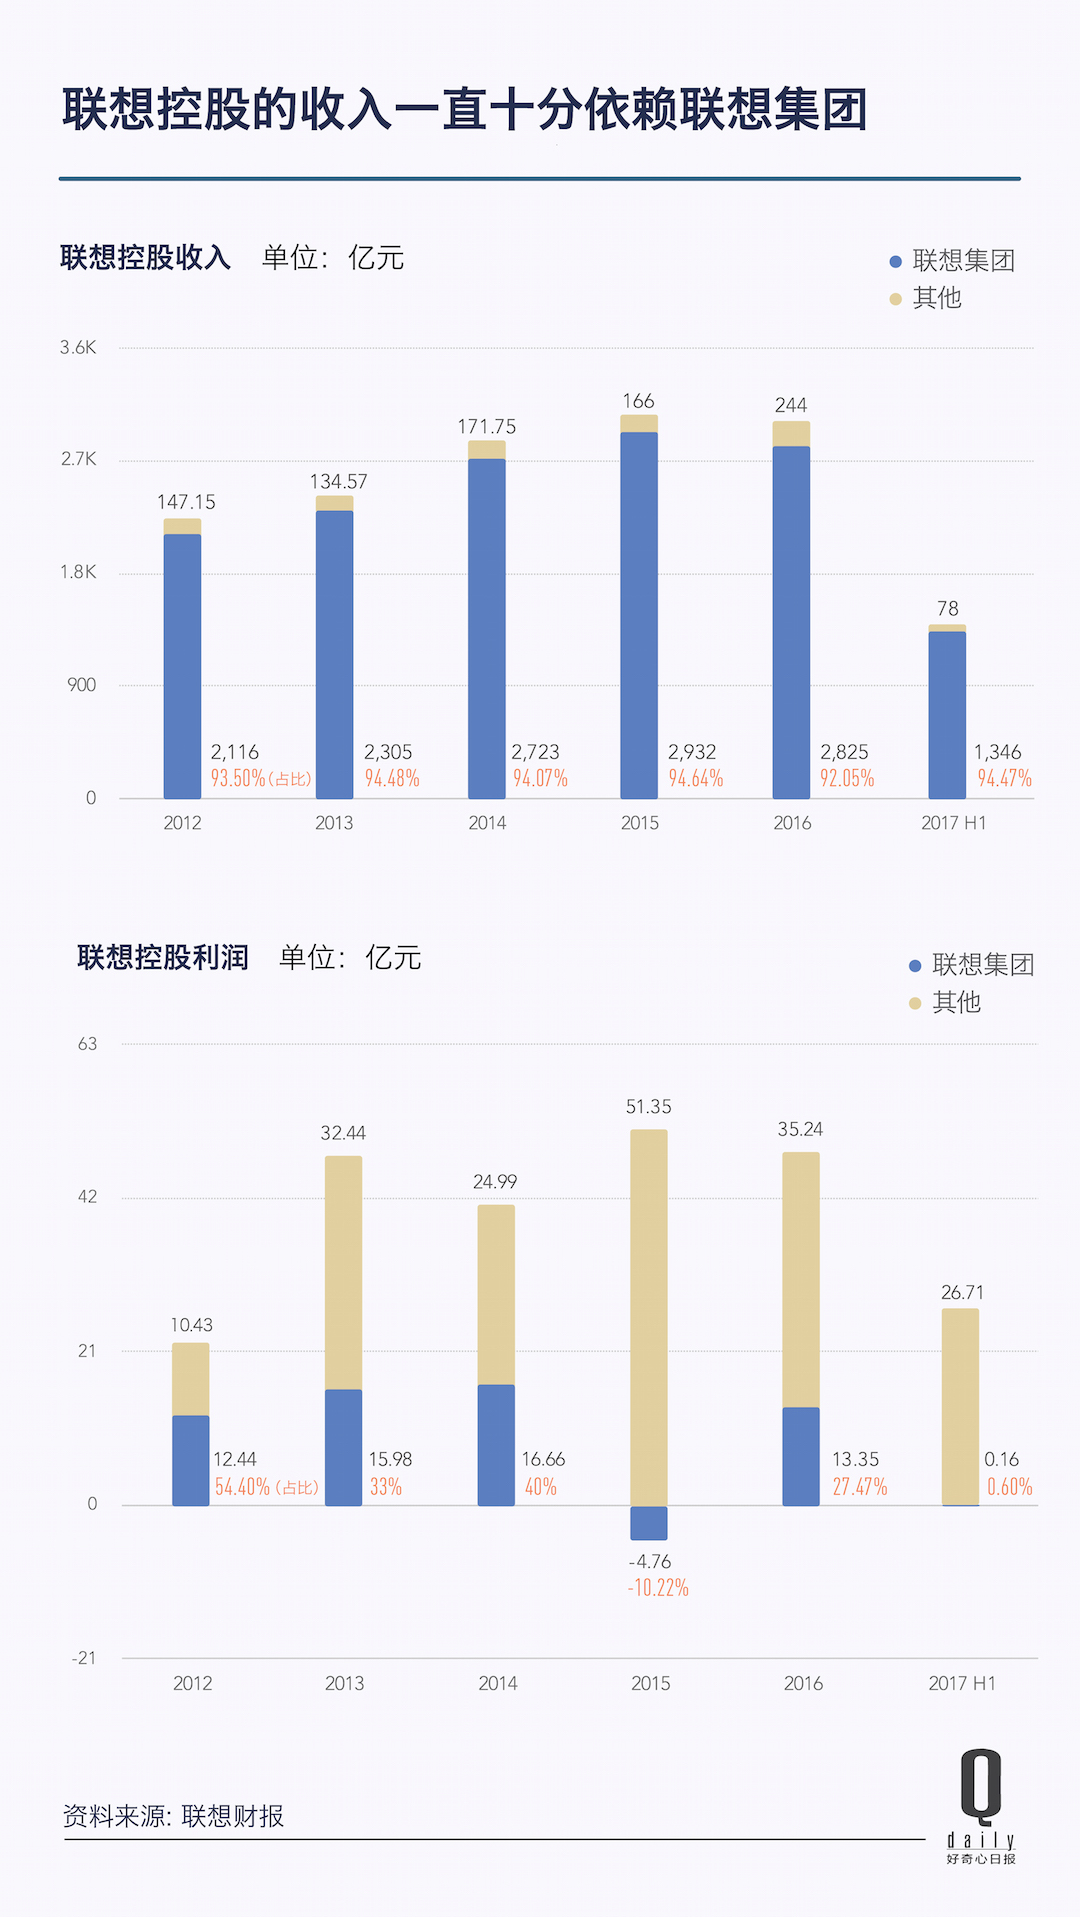 联想控股的收入一直十分依赖联想集团
联想控股收入 单位：亿元
联想集团
其他
3.6K
2.7K
1.8K
900
0
147.15
134.57
171.75
166
244
78
2,116
93.50%(占比)
2,305
94.48%
2,723
94.07%
2,932
94.64%
2,825
92.05%
1,346
94.47%
2012
2013
2014
2015
2016
2017 H1
联想控股利润 单位：亿元
联想集团
其他
63
42
21
0
-21
10.43
32.44
24.99
51.35
35.24
26.71
12.44
54.40%(占比)
15.98
33%
16.66
40%
-4.76
-10.22%
13.35
27.47%
0.16
0.60%
2012
2013
2014
2015
2016
2017 H1
资料来源: 联想财报
Q
daily
好奇心日报